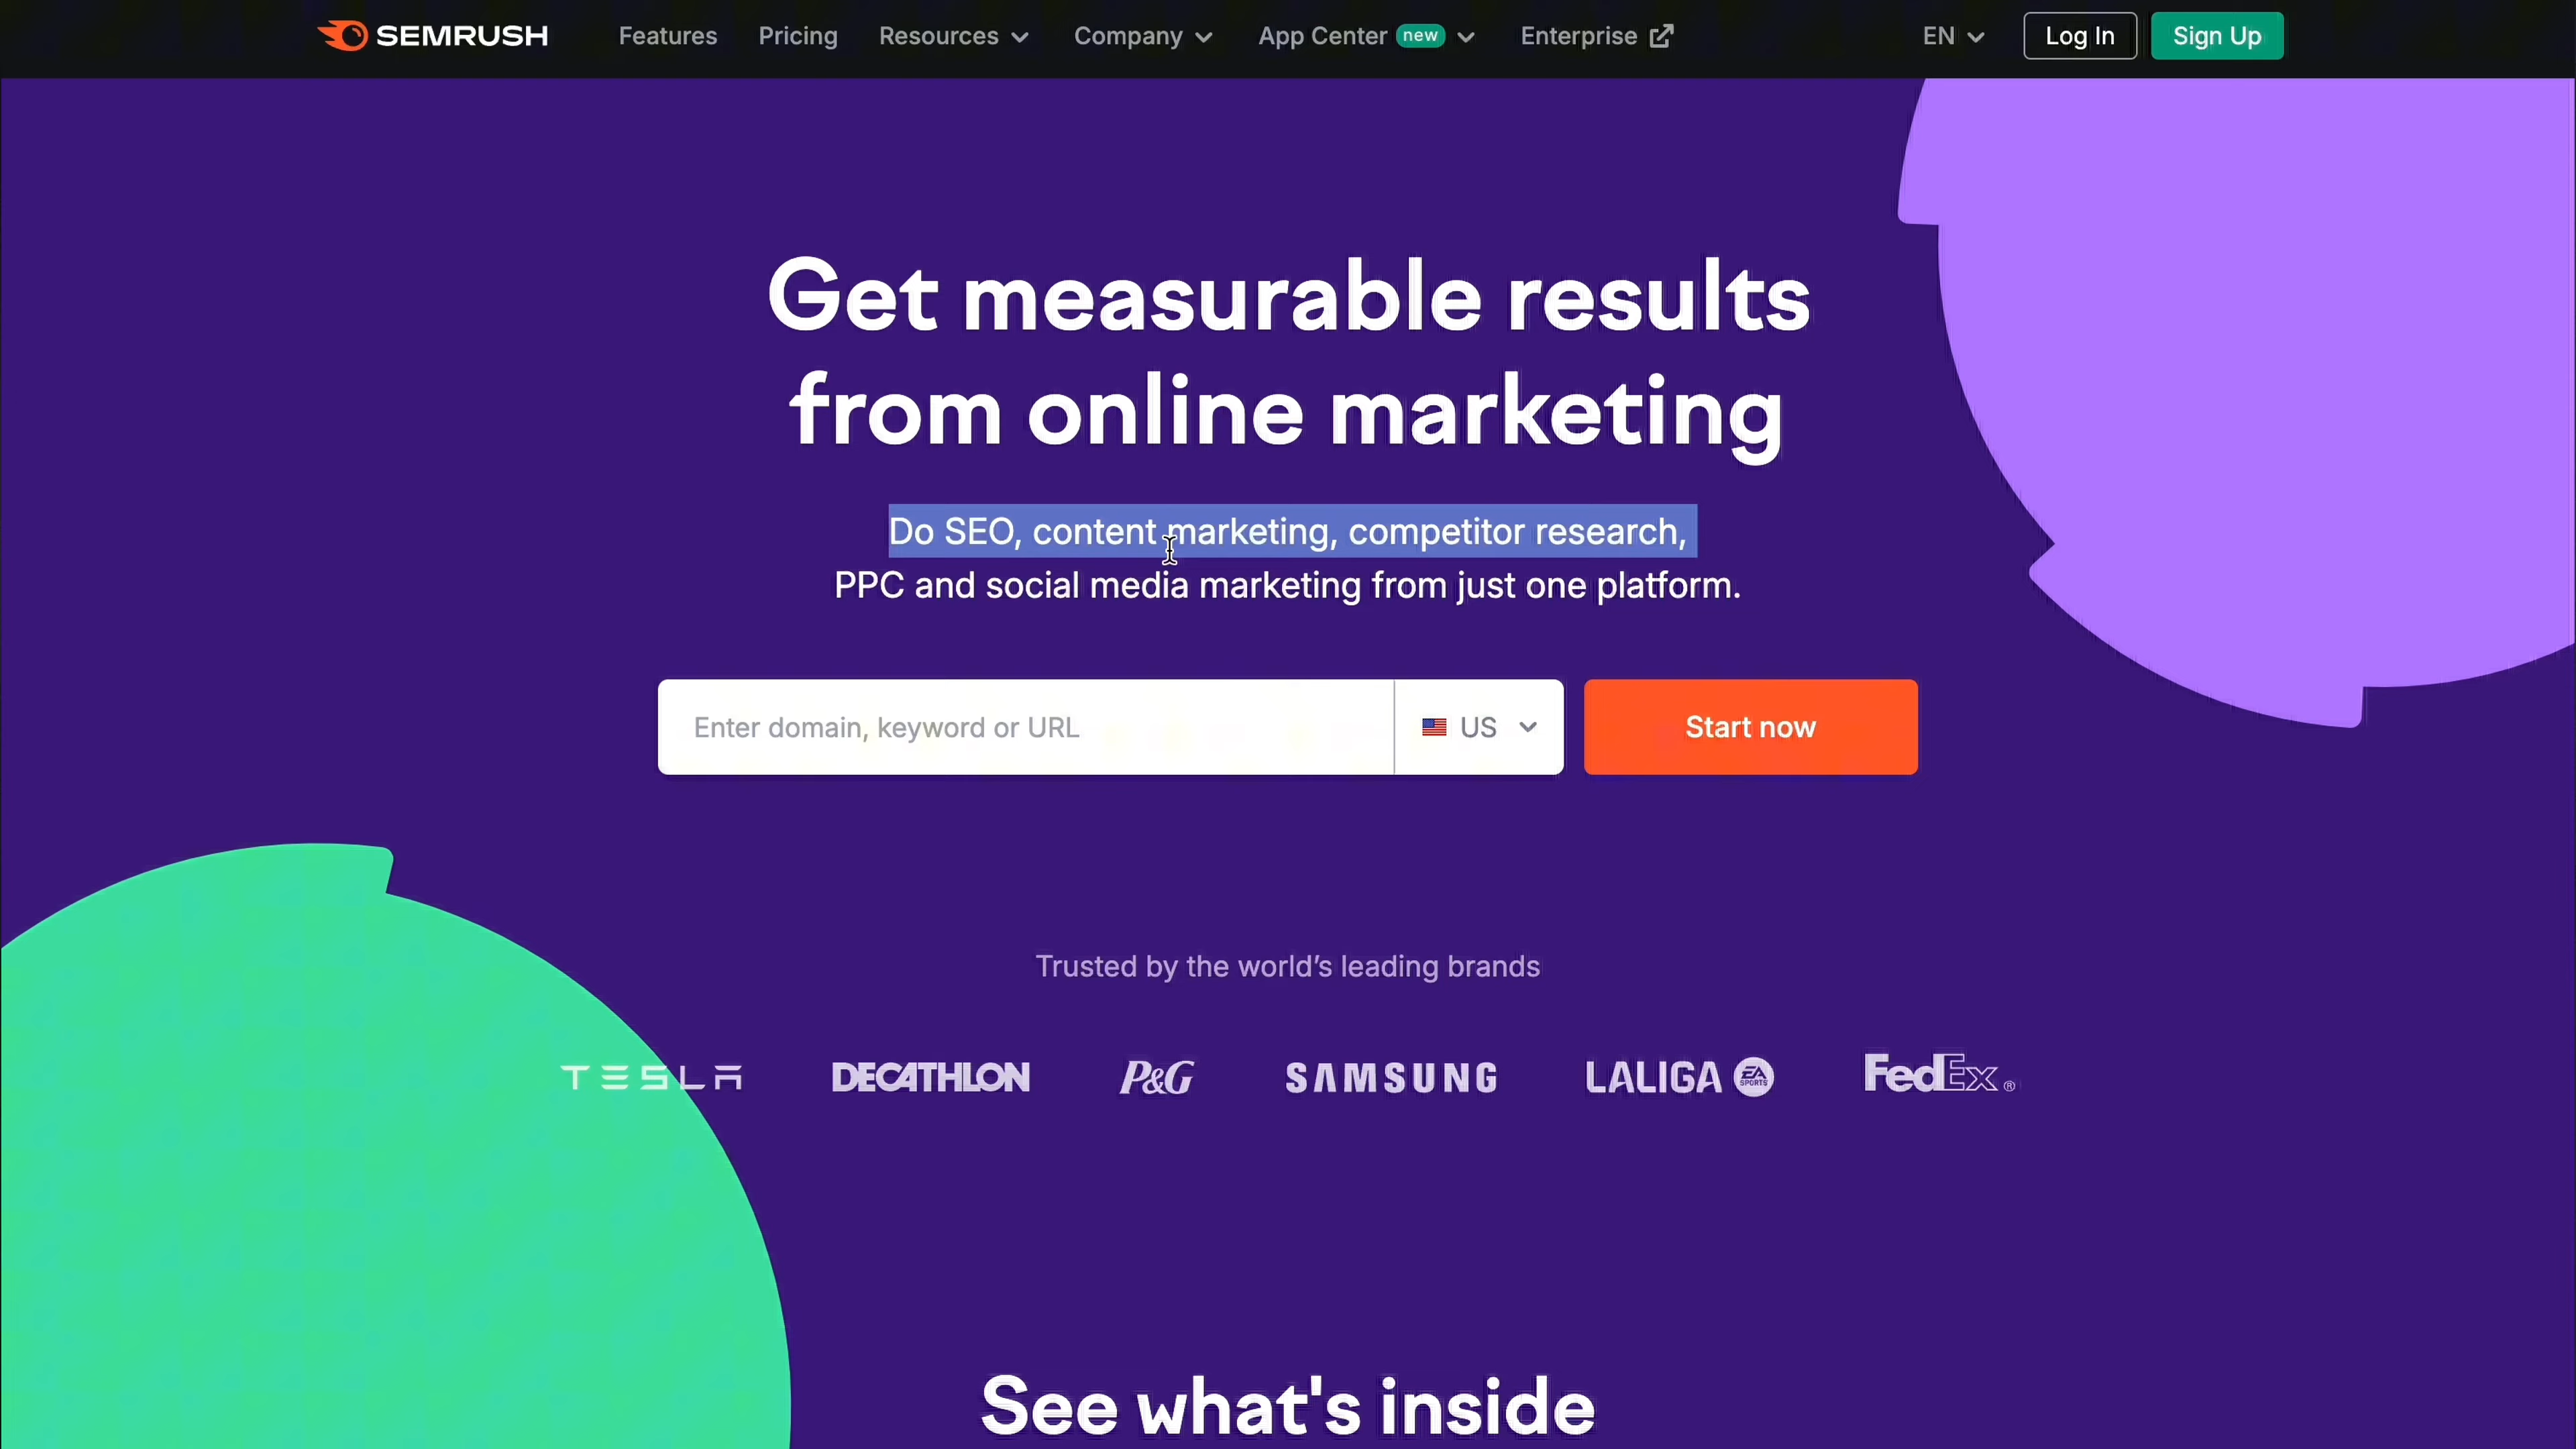 SEMRUSH Features Pricing Resources Company App Center new Enterprise EN Log In Sign Up
Get measurable results
from online marketing
Do SEO, content marketing, competitor research,
PPC and social media marketing from just one platform.
Enter domain, keyword or URL US Start now
Trusted by the world’s leading brands
TESLA DECATHLON P&G SAMSUNG LALIGA EA SPORTS FedEx®
See what's inside